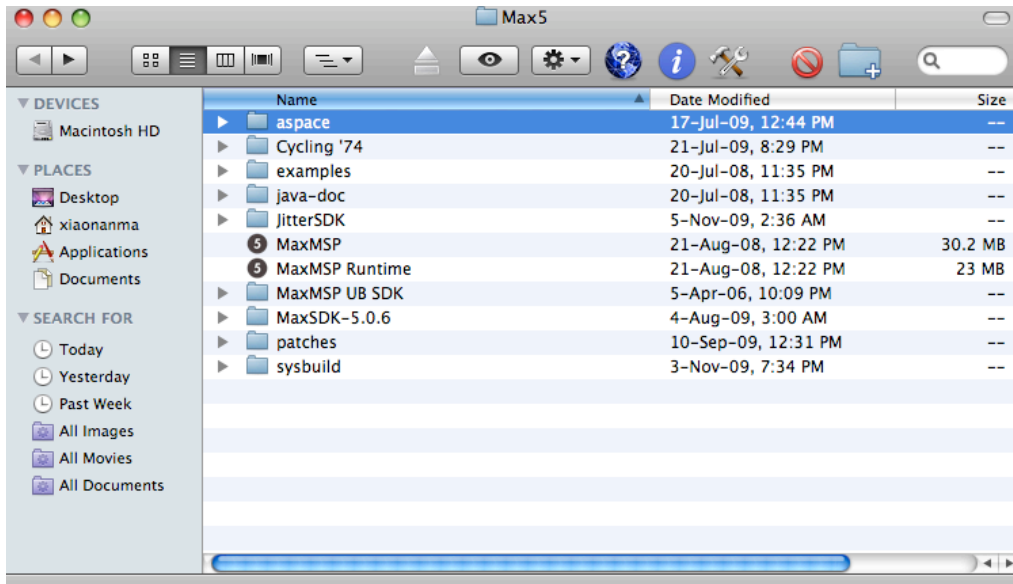 Max5
Name Date Modified Size
DEVICES
Macintosh HD
PLACES
Desktop
xiaonanma
Applications
Documents
SEARCH FOR
Today
Yesterday
Past Week
All Images
All Movies
All Documents
aspace 17-Jul-09, 12:44 PM --
Cycling '74 21-Jul-09, 8:29 PM --
examples 20-Jul-08, 11:35 PM --
java-doc 20-Jul-08, 11:35 PM --
JitterSDK 5-Nov-09, 2:36 AM --
5 MaxMSP 21-Aug-08, 12:22 PM 30.2 MB
5 MaxMSP Runtime 21-Aug-08, 12:22 PM 23 MB
MaxMSP UB SDK 5-Apr-06, 10:09 PM --
MaxSDK-5.0.6 4-Aug-09, 3:00 AM --
patches 10-Sep-09, 12:31 PM --
sysbuild 3-Nov-09, 7:34 PM --